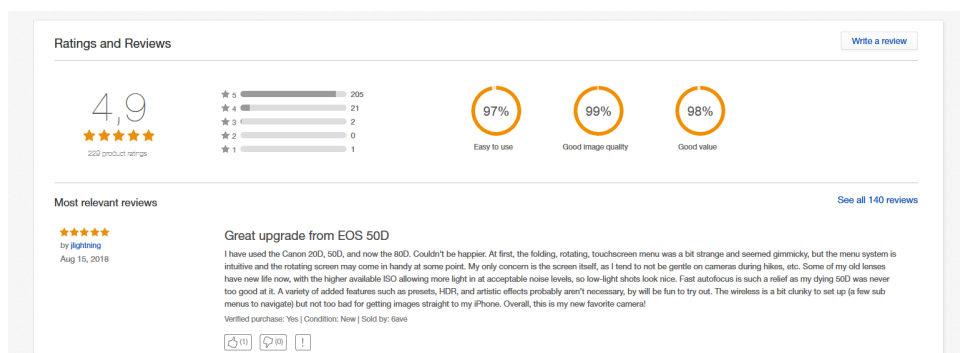 Ratings and Reviews
Write a review
4,9
229 product ratings
5 205
4 21
3 2
2 0
1 1
97%
Easy to use
99%
Good image quality
98%
Good value
Most relevant reviews
See all 140 reviews
by jlightning
Aug 15, 2018
Great upgrade from EOS 50D
I have used the Canon 20D, 50D, and now the 80D. Couldn't be happier. At first, the folding, rotating, touchscreen menu was a bit strange and seemed gimmicky, but the menu system is
intuitive and the rotating screen may come in handy at some point. My only concern is the screen itself, as I tend to not be gentle on cameras during hikes, etc. Some of my old lenses
have new life now, with the higher available ISO allowing more light in at acceptable noise levels, so low-light shots look nice. Fast autofocus is such a relief as my dying 50D was never
too good at it. A variety of added features such as presets, HDR, and artistic effects probably aren't necessary, by will be fun to try out. The wireless is a bit clunky to set up (a few sub
menus to navigate) but not too bad for getting images straight to my iPhone. Overall, this is my new favorite camera!
Verified purchase: Yes | Condition: New | Sold by: 6ave
(1) (0) !